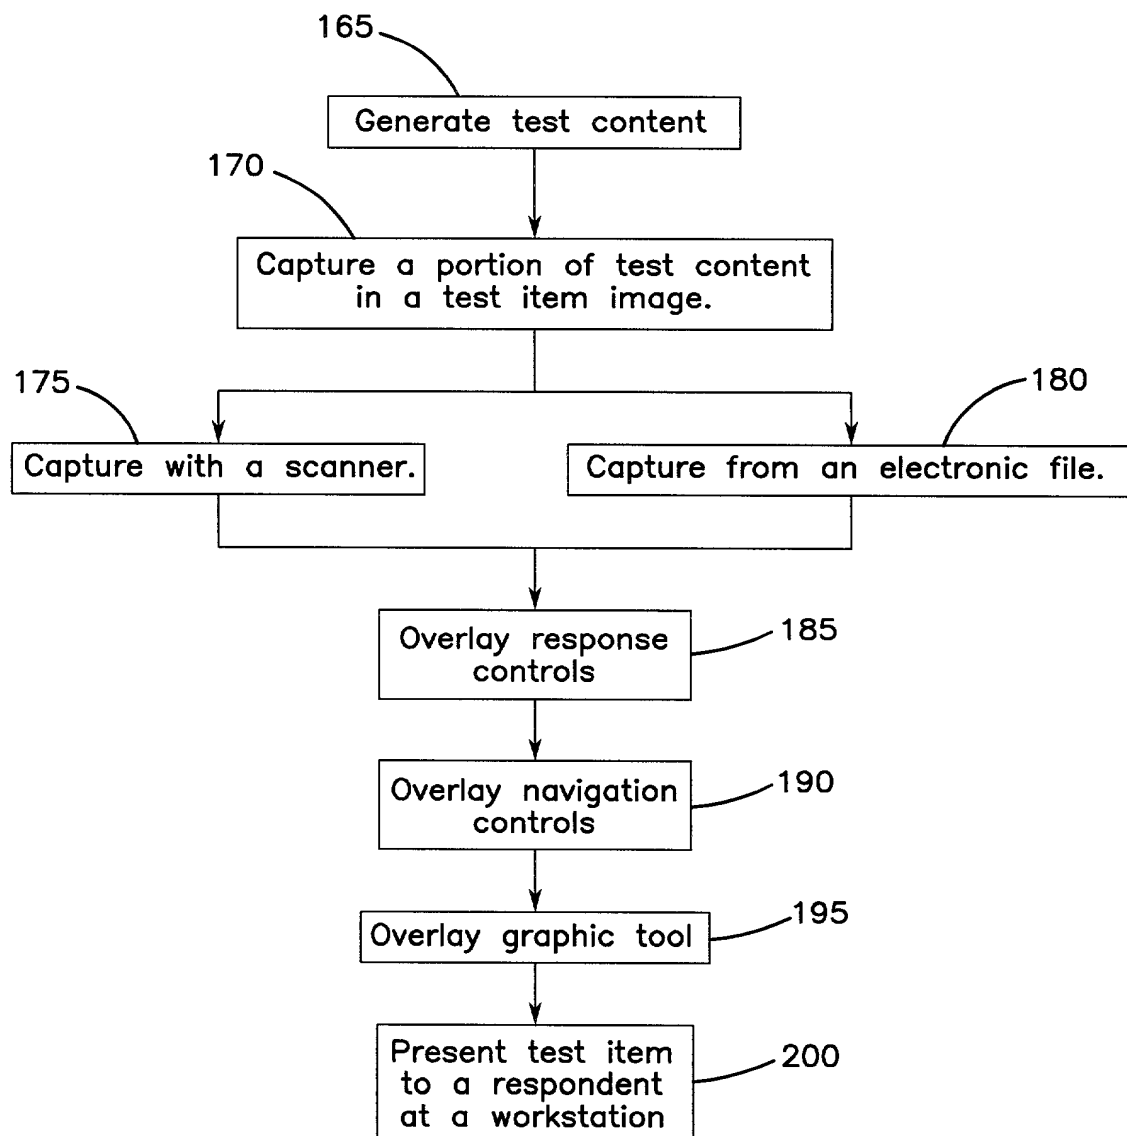 165
Generate test content
170
Capture a portion of test content
in a test item image.
175
180
Capture with a scanner.
Capture from an electronic file.
Overlay response
controls
185
Overlay navigation
controls
190
Overlay graphic tool
195
Present test item
to a respondent
at a workstation
200